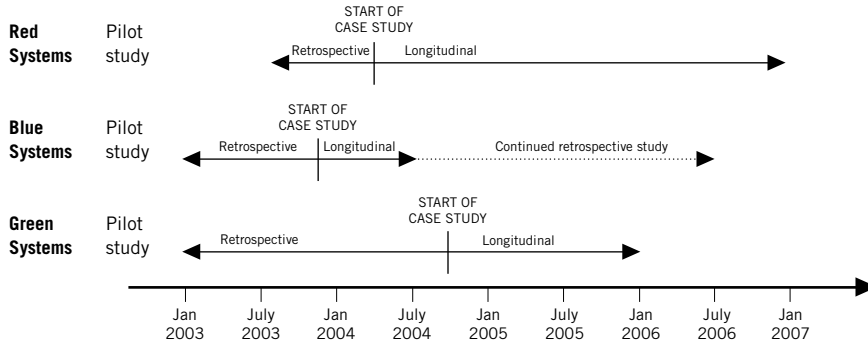 START OF
CASE STUDY
Red
Systems
Pilot
study
Retrospective
Longitudinal
START OF
CASE STUDY
Blue
Systems
Pilot
study
Retrospective
Longitudinal
Continued retrospective study
START OF
CASE STUDY
Green
Systems
Pilot
study
Retrospective
Longitudinal
Jan
2003
July
2003
Jan
2004
July
2004
Jan
2005
July
2005
Jan
2006
July
2006
Jan
2007